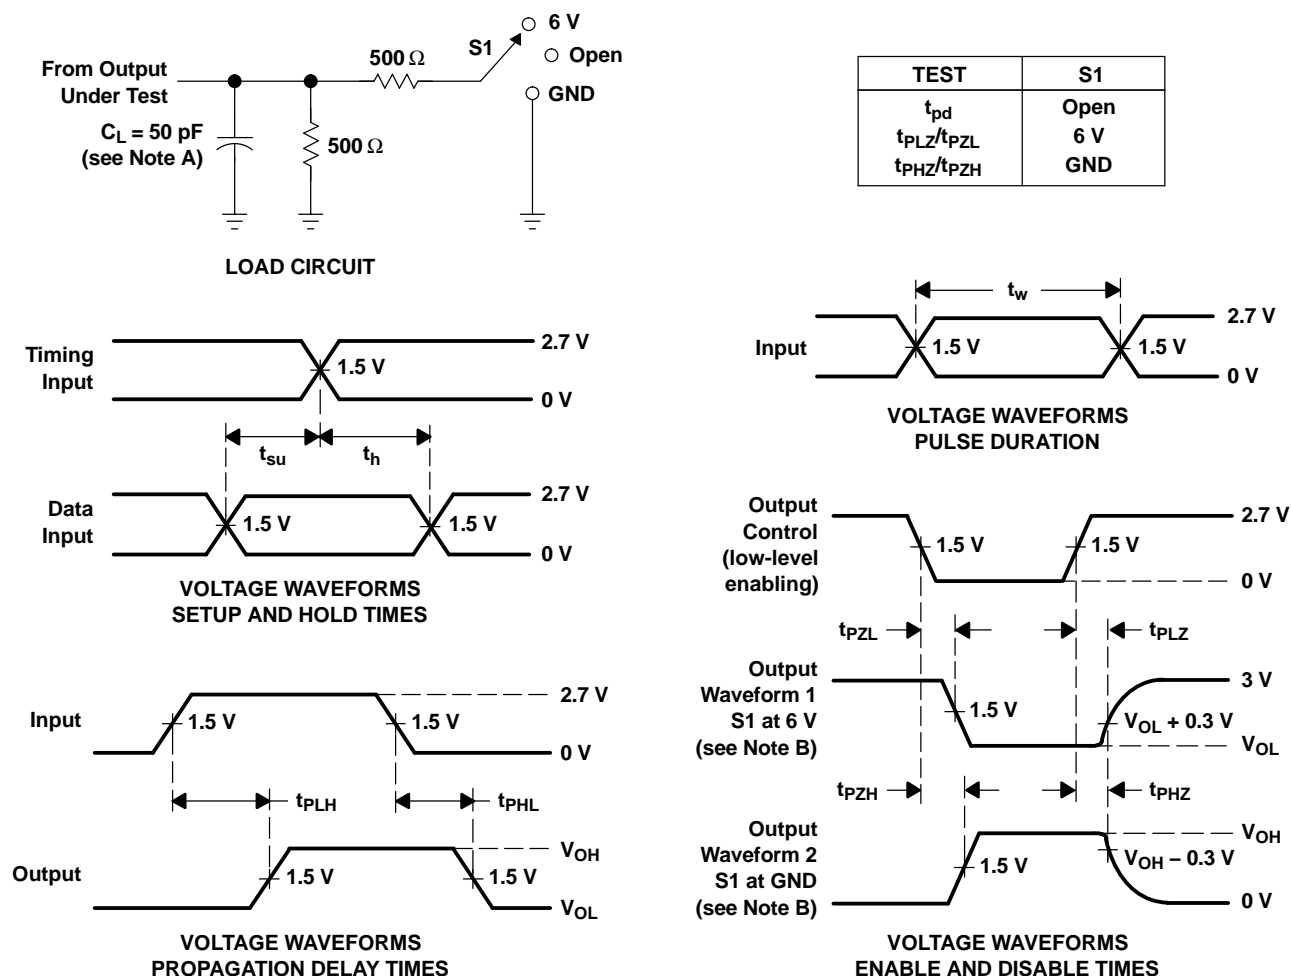 6 V
S1
Open
500 Ω
From Output
Under Test
GND
C_L = 50 pF
(see Note A)
500 Ω
LOAD CIRCUIT
TEST S1
t_pd Open
t_PLZ/t_PZL 6 V
t_PHZ/t_PZH GND
t_w
2.7 V
Input
1.5 V 1.5 V
0 V
VOLTAGE WAVEFORMS
PULSE DURATION
2.7 V
Timing
Input
1.5 V
0 V
t_su t_h
2.7 V
Data
Input
1.5 V 1.5 V
0 V
VOLTAGE WAVEFORMS
SETUP AND HOLD TIMES
2.7 V
Input
1.5 V 1.5 V
0 V
t_PLH t_PHL
V_OH
Output
1.5 V 1.5 V
V_OL
VOLTAGE WAVEFORMS
PROPAGATION DELAY TIMES
Output
Control
(low-level
enabling)
2.7 V
1.5 V 1.5 V
0 V
t_PZL t_PLZ
Output
Waveform 1
S1 at 6 V
(see Note B)
3 V
1.5 V
V_OL + 0.3 V
V_OL
t_PZH t_PHZ
Output
Waveform 2
S1 at GND
(see Note B)
V_OH
1.5 V
V_OH − 0.3 V
0 V
VOLTAGE WAVEFORMS
ENABLE AND DISABLE TIMES